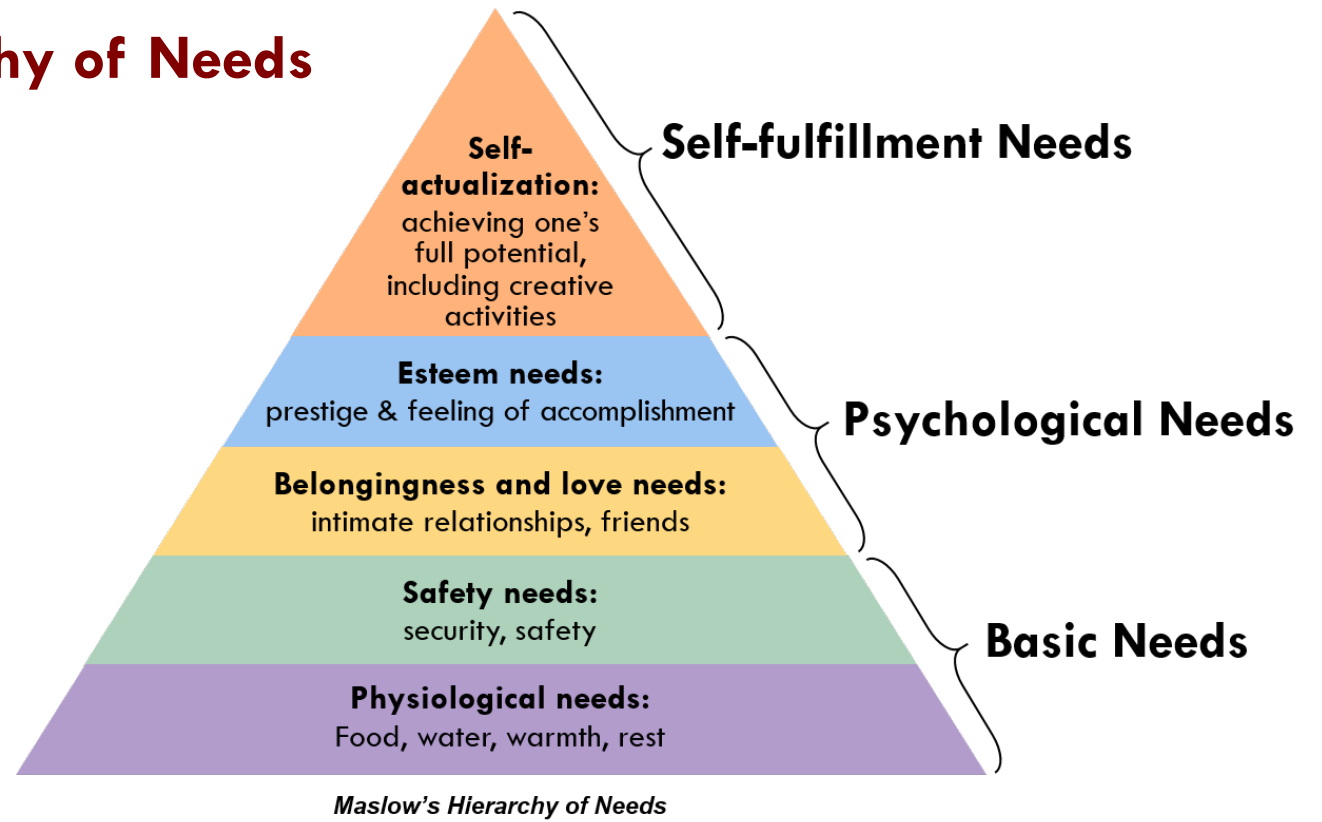 hy of Needs
Self-
actualization:
achieving one's
full potential,
including creative
activities
Self-fulfillment Needs
Esteem needs:
prestige & feeling of accomplishment
Psychological Needs
Belongingness and love needs:
intimate relationships, friends
Safety needs:
security, safety
Basic Needs
Physiological needs:
Food, water, warmth, rest
Maslow's Hierarchy of Needs